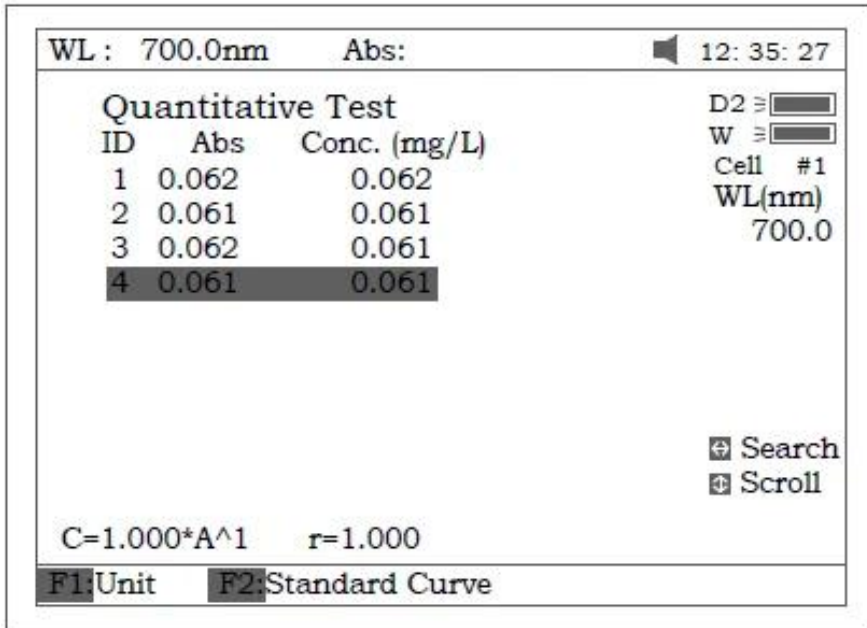 WL : 700.0nm Abs: 12: 35: 27
Quantitative Test
ID Abs Conc. (mg/L)
1 0.062 0.062
2 0.061 0.061
3 0.062 0.061
4 0.061 0.061
D2
W
Cell #1
WL(nm)
700.0
Search
Scroll
C=1.000*A^1 r=1.000
F1:Unit F2:Standard Curve